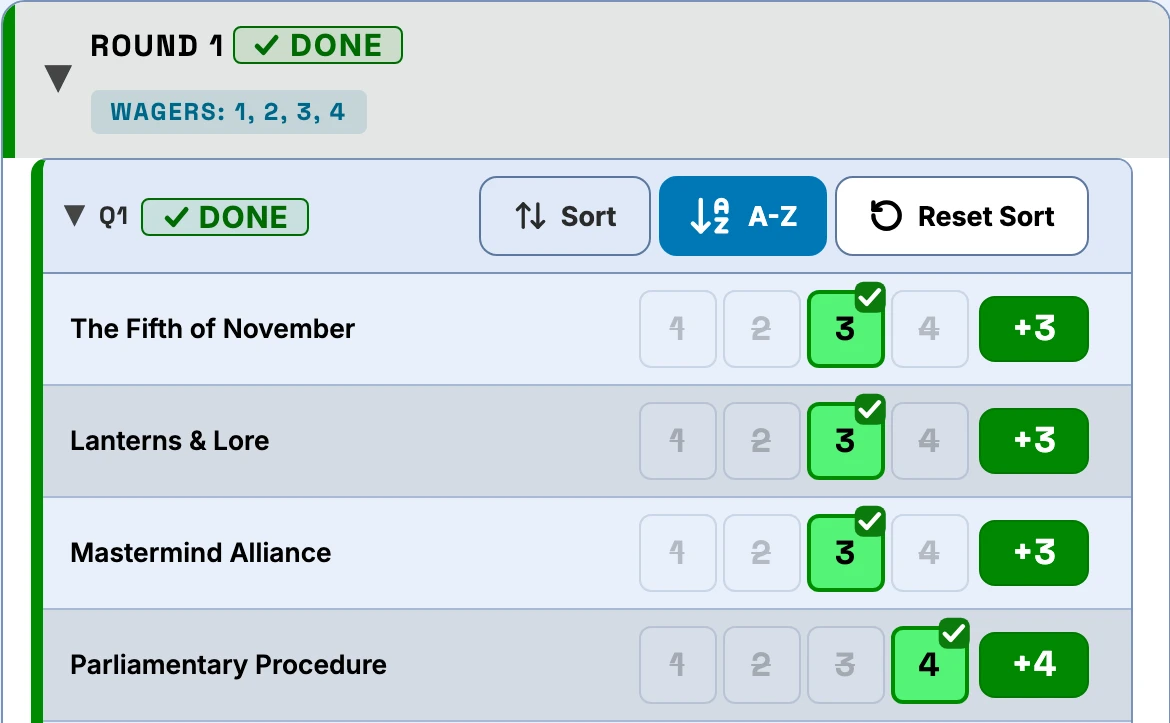 ROUND 1 ✓ DONE
WAGERS: 1, 2, 3, 4
Q1 ✓ DONE Sort A-Z Reset Sort
The Fifth of November 1 2 3 4 +3
Lanterns & Lore 1 2 3 4 +3
Mastermind Alliance 1 2 3 4 +3
Parliamentary Procedure 1 2 3 4 +4